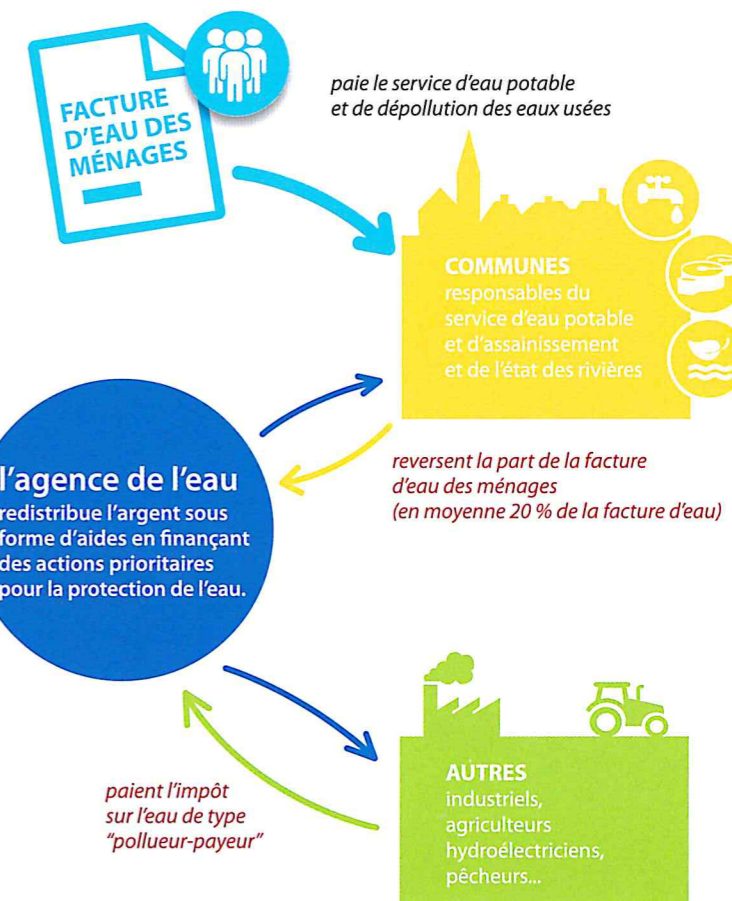 FACTURE
D'EAU DES
MÉNAGES
paie le service d'eau potable
et de dépollution des eaux usées
COMMUNES
responsables du
service d'eau potable
et d'assainissement
et de l'état des rivières
l'agence de l'eau
redistribue l'argent sous
forme d'aides en finançant
des actions prioritaires
pour la protection de l'eau.
reversent la part de la facture
d'eau des ménages
(en moyenne 20 % de la facture d'eau)
paient l'impôt
sur l'eau de type
"pollueur-payeur"
AUTRES
industriels,
agriculteurs
hydroélectriciens,
pêcheurs...